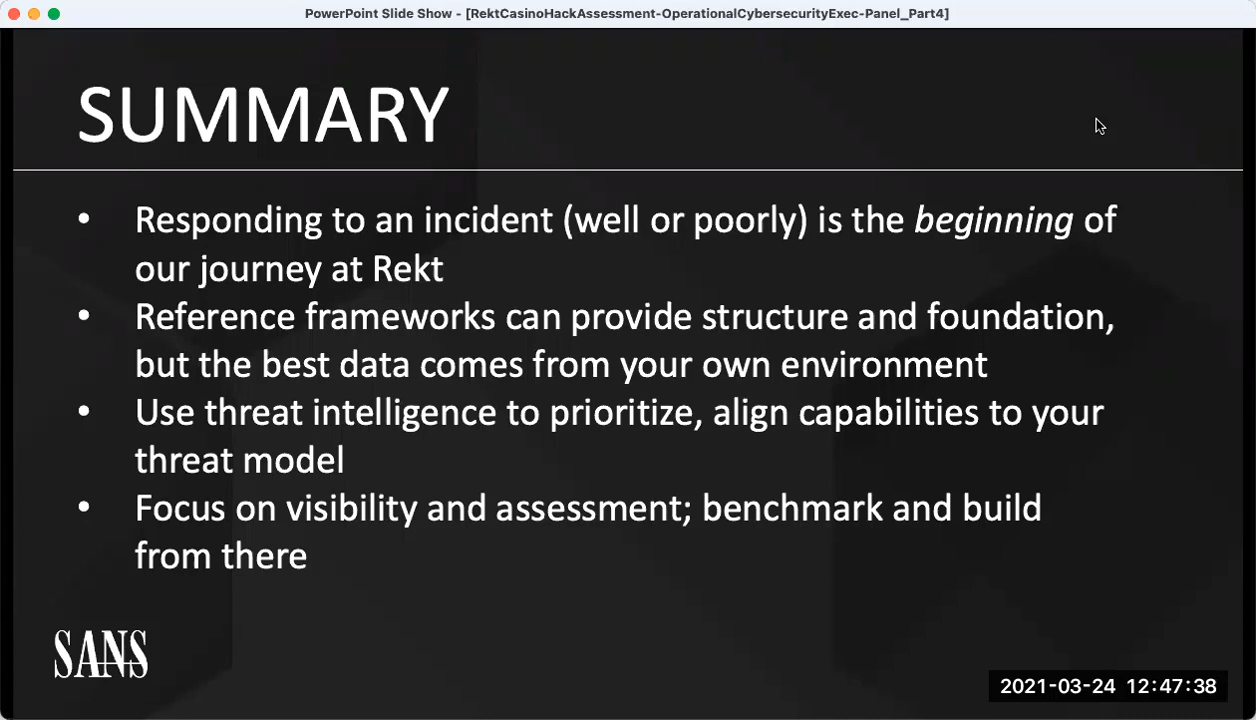 PowerPoint Slide Show - [RektCasinoHackAssessment-OperationalCybersecurityExec-Panel_Part4]
SUMMARY
• Responding to an incident (well or poorly) is the beginning of
our journey at Rekt
• Reference frameworks can provide structure and foundation,
but the best data comes from your own environment
• Use threat intelligence to prioritize, align capabilities to your
threat model
• Focus on visibility and assessment; benchmark and build
from there
SANS
2021-03-24 12:47:38